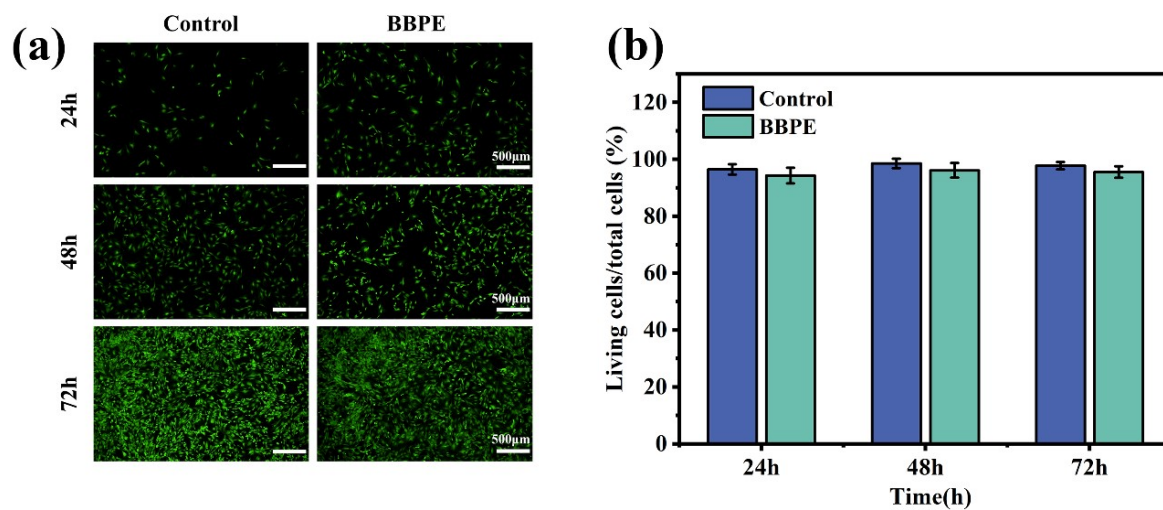 (a)
Control
BBPE
24h
500μm
48h
500μm
72h
500μm
(b)
Control
BBPE
Living cells/total cells (%)
120
100
80
60
40
20
0
24h
48h
72h
Time(h)